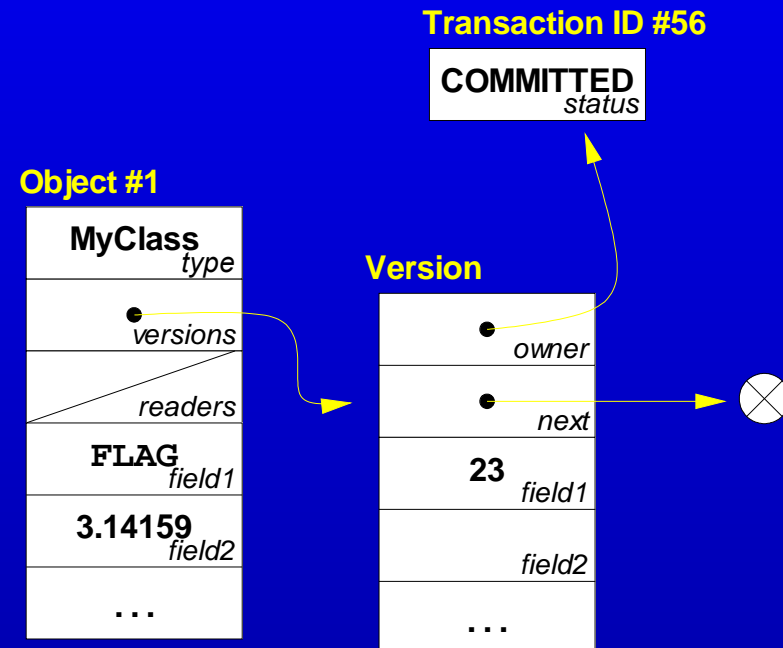 Transaction ID #56
COMMITTED
status
Object #1
MyClass
type
versions
readers
FLAG
field1
3.14159
field2
...
Version
owner
next
23
field1
field2
...